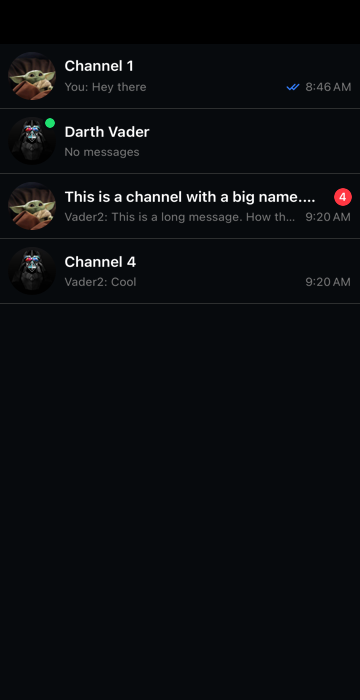 Channel 1
You: Hey there 8:46 AM
Darth Vader
No messages
This is a channel with a big name.... 4
Vader2: This is a long message. How th... 9:20 AM
Channel 4
Vader2: Cool 9:20 AM